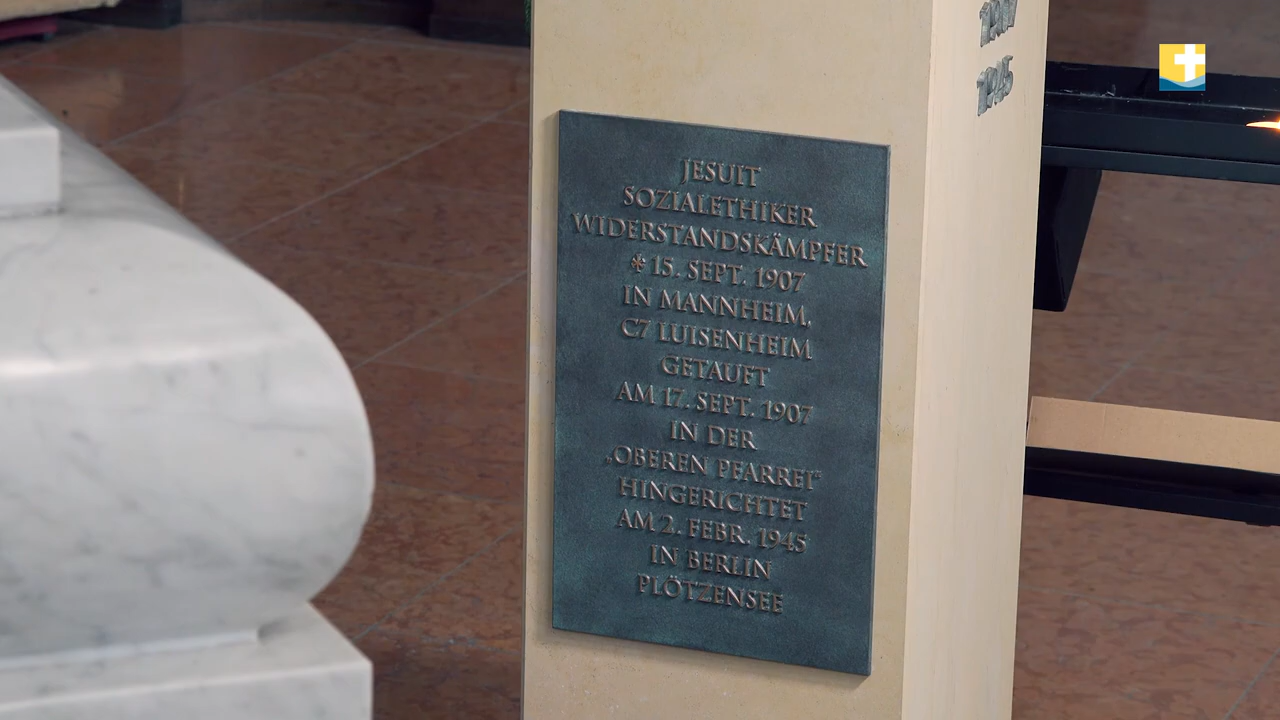 JESUIT
SOZIALETHIKER
WIDERSTANDSKÄMPFER
* 15. SEPT. 1907
IN MANNHEIM,
C7 LUISENHEIM
GETAUFT
AM 17. SEPT. 1907
IN DER
„OBEREN PFARREI“
HINGERICHTET
AM 2. FEBR. 1945
IN BERLIN
PLÖTZENSEE
1907
1945